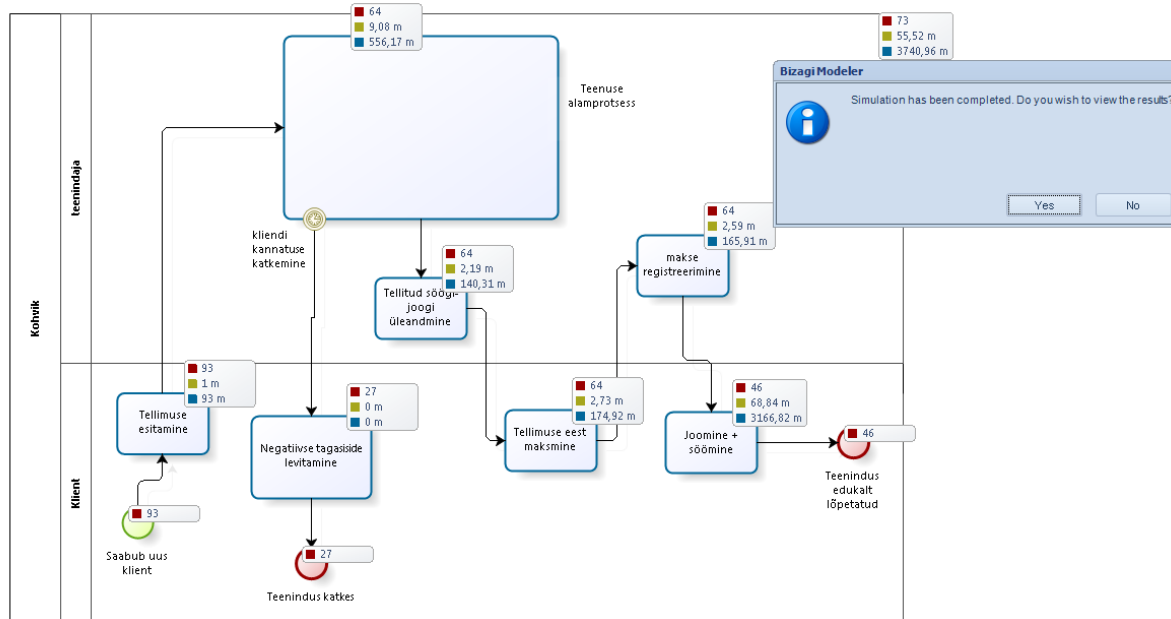 64
9,08 m
556,17 m
73
55,52 m
3740,96 m
Bizagi Modeler
Simulation has been completed. Do you wish to view the results?
Yes
No
Kohvik
teenindaja
Klient
Teenuse
alamprotsess
kliendi
kannatuse
katkemine
64
2,19 m
140,31 m
Tellitud söögi-
joogi
üleandmine
64
2,59 m
165,91 m
makse
registreerimine
93
1 m
93 m
Tellimuse
esitamine
27
0 m
0 m
Negatiivse tagasiside
levitamine
64
2,73 m
174,92 m
Tellimuse eest
maksmine
46
68,84 m
3166,82 m
Joomine +
söömine
46
Teenindus
edukalt
lõpetatud
93
Saabub uus
klient
27
Teenindus katkes